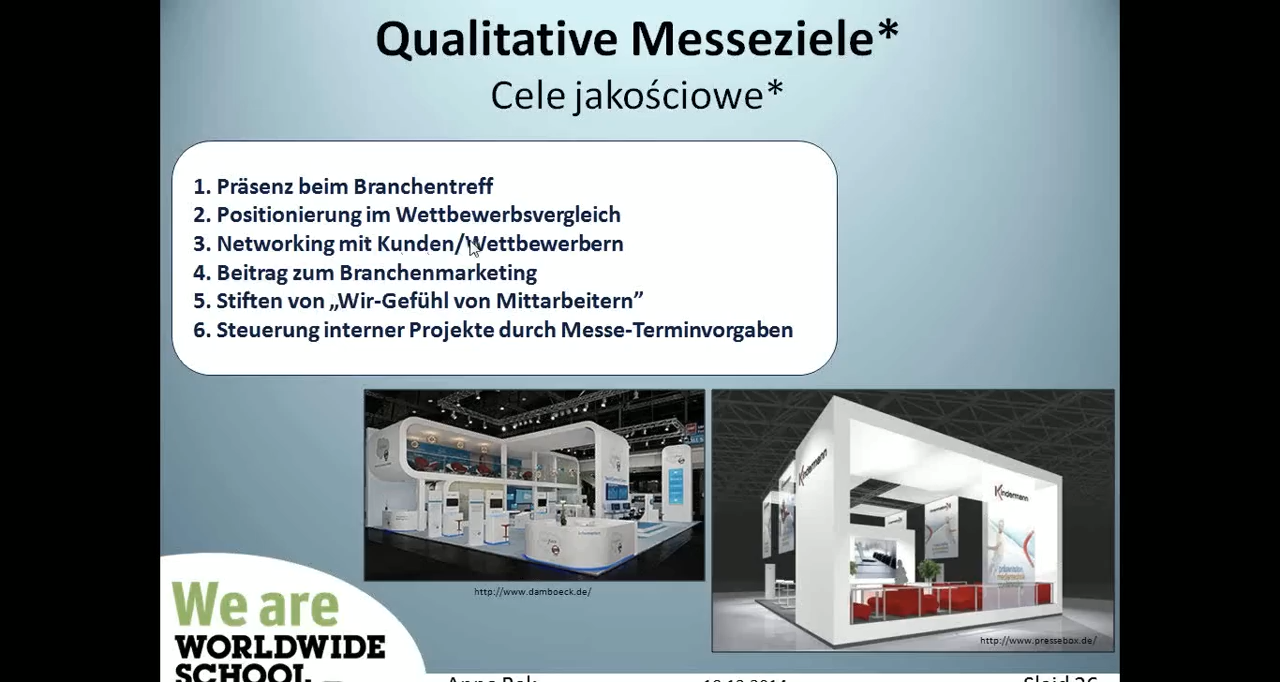 Qualitative Messeziele*
Cele jakościowe*
1. Präsenz beim Branchentreff
2. Positionierung im Wettbewerbsvergleich
3. Networking mit Kunden/Wettbewerbern
4. Beitrag zum Branchenmarketing
5. Stiften von „Wir-Gefühl von Mittarbeitern”
6. Steuerung interner Projekte durch Messe-Terminvorgaben
Kindermann
Kindermann
http://www.damboeck.de/
http://www.pressebox.de/
We are
WORLDWIDE
SCHOOL